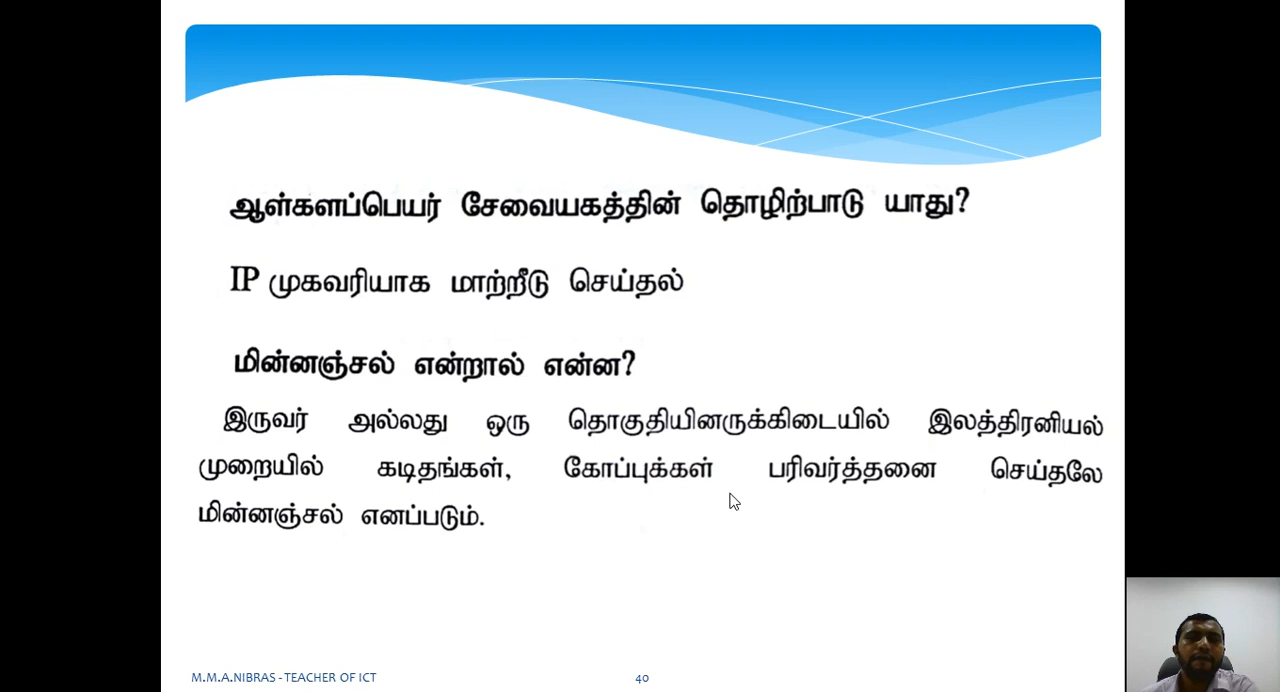 ஆள்களப்பெயர் சேவையகத்தின் தொழிற்பாடு யாது?
IP முகவரியாக மாற்றீடு செய்தல்
மின்னஞ்சல் என்றால் என்ன?
இருவர் அல்லது ஒரு தொகுதியினருக்கிடையில் இலத்திரனியல்
முறையில் கடிதங்கள், கோப்புக்கள் பரிவர்த்தனை செய்தலே
மின்னஞ்சல் எனப்படும்.
M.M.A.NIBRAS - TEACHER OF ICT 40